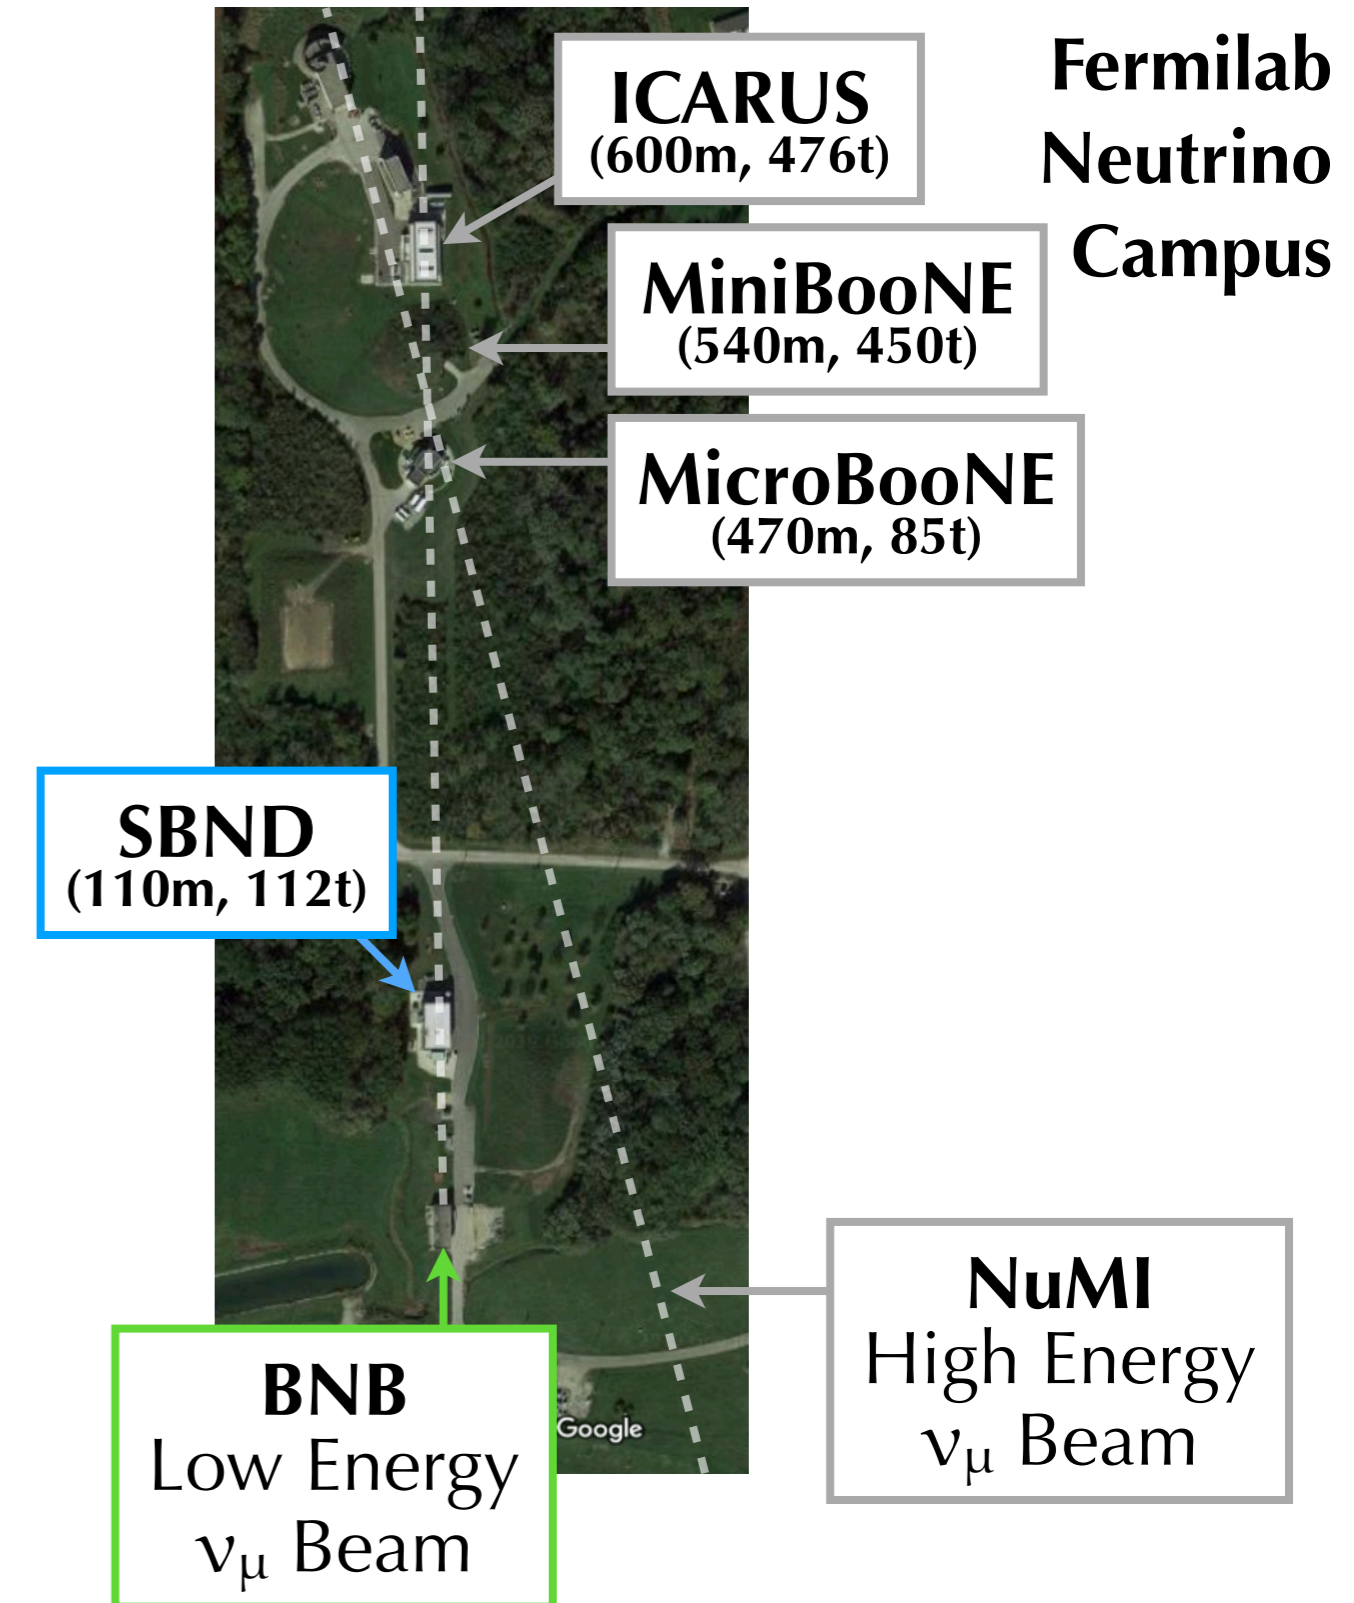 Fermilab
Neutrino
Campus
ICARUS
(600m, 476t)
MiniBooNE
(540m, 450t)
MicroBooNE
(470m, 85t)
SBND
(110m, 112t)
NuMI
High Energy
νμ Beam
BNB
Low Energy
νμ Beam
Google